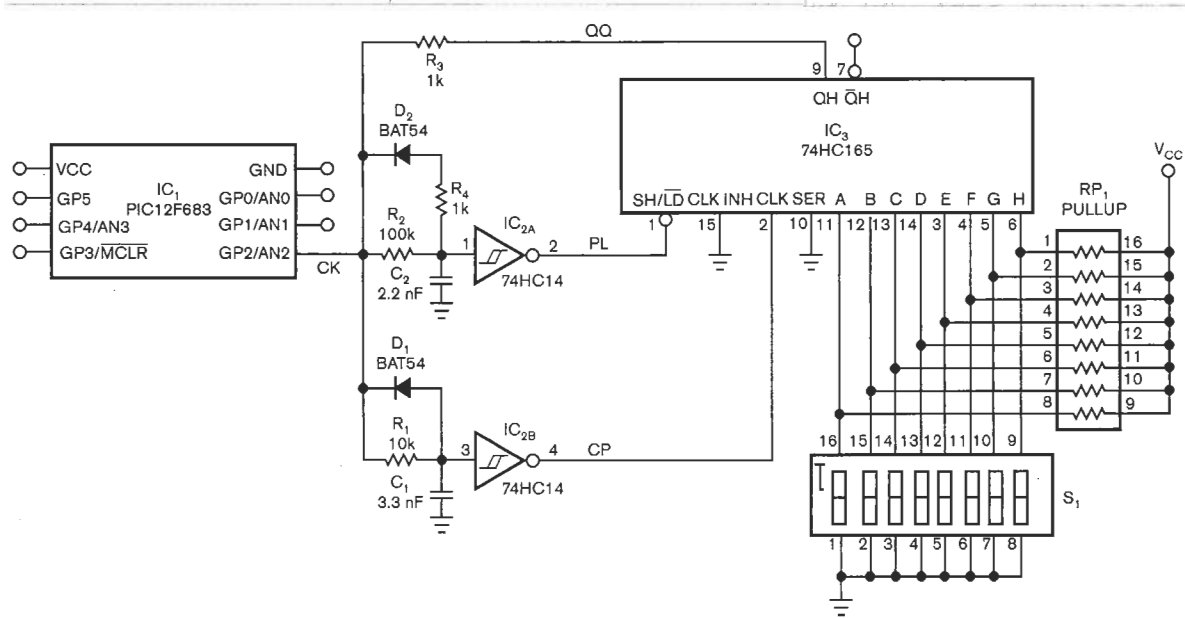 QQ
R3
1k
9
7
QH Q̅H̅
IC3
74HC165
SH/L̅D̅ CLK INH CLK SER A B C D E F G H
1
15
2
10
11
12
13
14
3
4
5
6
D2
BAT54
R4
1k
IC1
PIC12F683
VCC
GP5
GP4/AN3
GP3/M̅C̅L̅R̅
GND
GP0/AN0
GP1/AN1
GP2/AN2
CK
R2
100k
C2
2.2 nF
IC2A
1
2
74HC14
PL
D1
BAT54
R1
10k
C1
3.3 nF
IC2B
3
4
74HC14
CP
VCC
RP1
PULLUP
1 16
2 15
3 14
4 13
5 12
6 11
7 10
8 9
16 15 14 13 12 11 10 9
S1
1 2 3 4 5 6 7 8